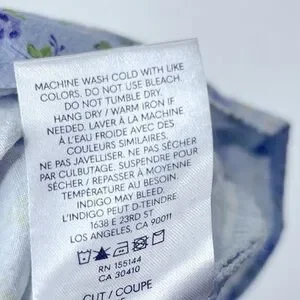 MACHINE WASH COLD WITH LIKE
COLORS. DO NOT USE BLEACH.
DO NOT TUMBLE DRY.
HANG DRY / WARM IRON IF
NEEDED. LAVER À LA MACHINE
À L'EAU FROIDE AVEC DES
COULEURS SIMILAIRES.
NE PAS JAVELLISER. NE PAS SÉCHER
PAR CULBUTAGE. SUSPENDRE POUR
SÉCHER / REPASSER À MOYENNE
TEMPÉRATURE AU BESOIN.
INDIGO MAY BLEED.
L'INDIGO PEUT D-ÉTEINDRE
1638 E 23RD ST
LOS ANGELES, CA 90011
RN 155144
CA 30410
CUT / COUPE